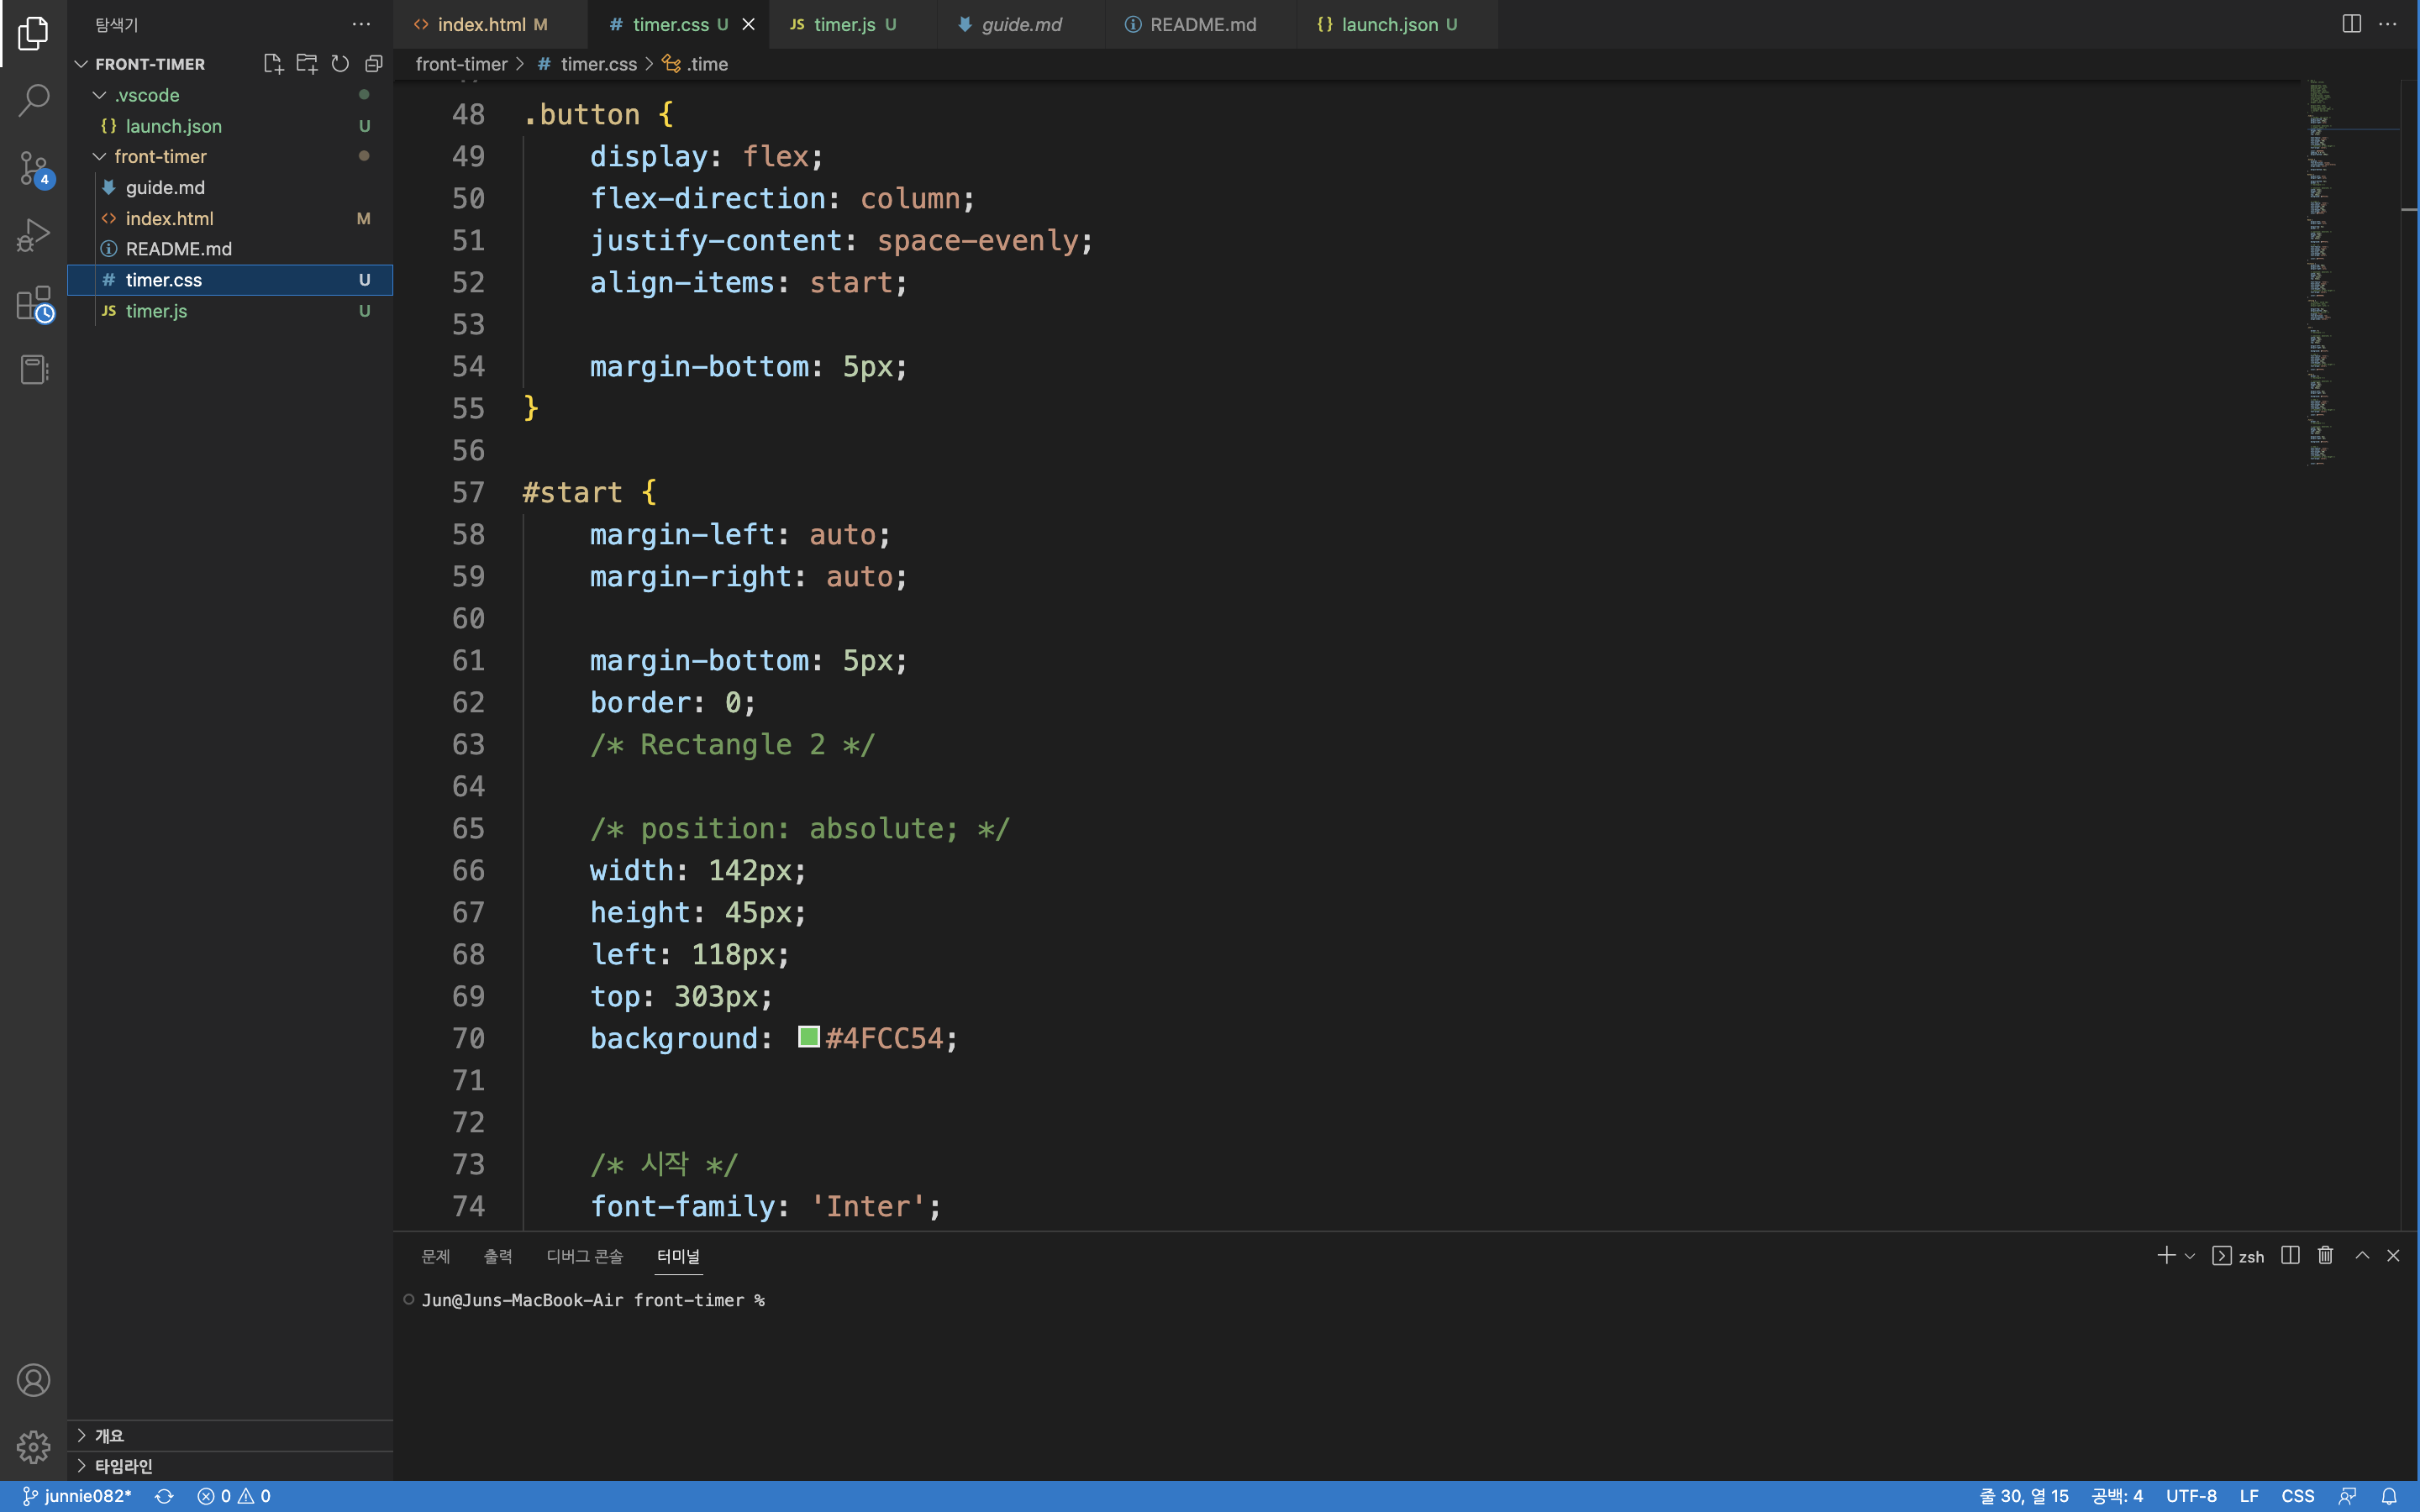 탐색기
index.html M
timer.css U
timer.js U
guide.md
README.md
launch.json U
FRONT-TIMER
front-timer > timer.css > .time
.vscode
launch.json U
front-timer
guide.md
index.html M
README.md
timer.css U
timer.js U
4
48 .button {
49 display: flex;
50 flex-direction: column;
51 justify-content: space-evenly;
52 align-items: start;
53
54 margin-bottom: 5px;
55 }
56
57 #start {
58 margin-left: auto;
59 margin-right: auto;
60
61 margin-bottom: 5px;
62 border: 0;
63 /* Rectangle 2 */
64
65 /* position: absolute; */
66 width: 142px;
67 height: 45px;
68 left: 118px;
69 top: 303px;
70 background: #4FCC54;
71
72
73 /* 시작 */
74 font-family: 'Inter';
문제 출력 디버그 콘솔 터미널
zsh
Jun@Juns-MacBook-Air front-timer %
개요
타임라인
junnie082* 0 0
줄 30, 열 15 공백: 4 UTF-8 LF CSS